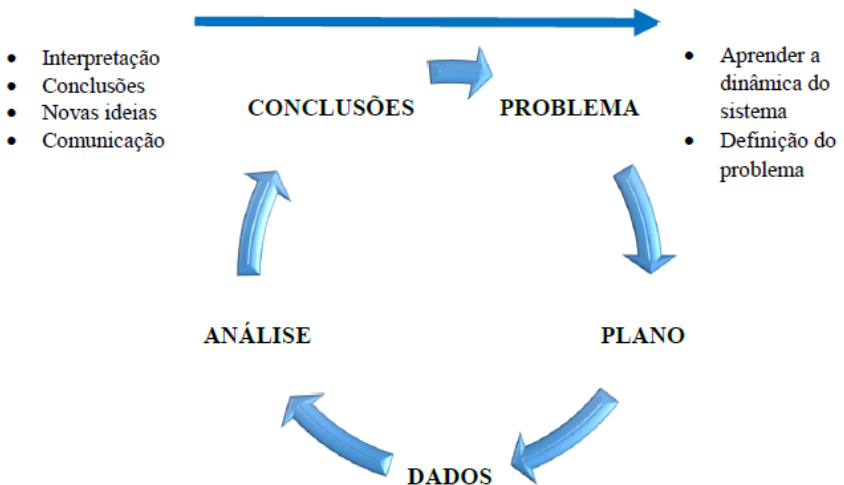 • Interpretação
• Conclusões
• Novas ideias
• Comunicação
CONCLUSÕES
PROBLEMA
• Aprender a
dinâmica do
sistema
• Definição do
problema
ANÁLISE
PLANO
DADOS